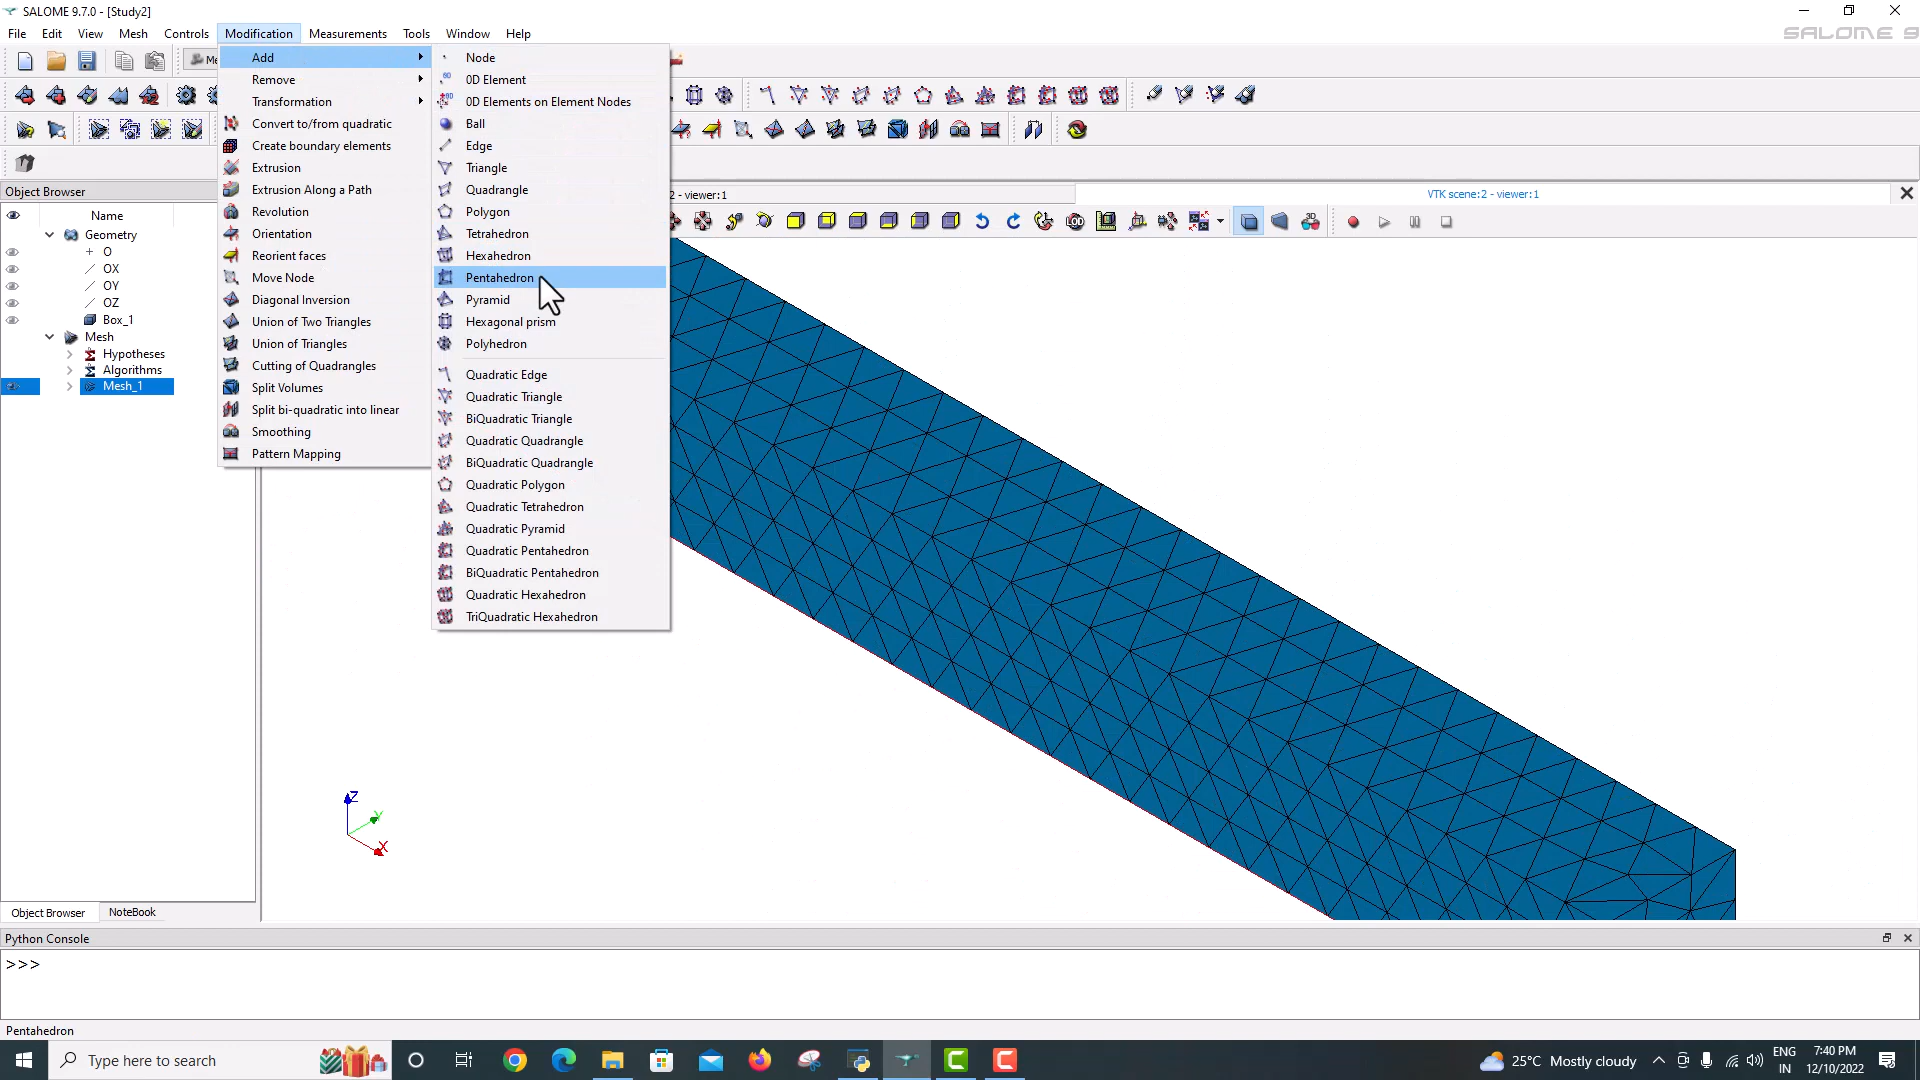 SALOME 9.7.0 - [Study2]
File Edit View Mesh Controls Modification Measurements Tools Window Help
SALOME 9
Me
Add
Remove
Transformation
Convert to/from quadratic
Create boundary elements
Extrusion
Extrusion Along a Path
Revolution
Orientation
Reorient faces
Move Node
Diagonal Inversion
Union of Two Triangles
Union of Triangles
Cutting of Quadrangles
Split Volumes
Split bi-quadratic into linear
Smoothing
Pattern Mapping
Node
0D Element
0D Elements on Element Nodes
Ball
Edge
Triangle
Quadrangle
Polygon
Tetrahedron
Hexahedron
Pentahedron
Pyramid
Hexagonal prism
Polyhedron
Quadratic Edge
Quadratic Triangle
BiQuadratic Triangle
Quadratic Quadrangle
BiQuadratic Quadrangle
Quadratic Polygon
Quadratic Tetrahedron
Quadratic Pyramid
Quadratic Pentahedron
BiQuadratic Pentahedron
Quadratic Hexahedron
TriQuadratic Hexahedron
Object Browser
Name
Geometry
O
OX
OY
OZ
Box_1
Mesh
Hypotheses
Algorithms
Mesh_1
2 - viewer:1
VTK scene:2 - viewer:1
Z
Y
X
Object Browser NoteBook
Python Console
>>>
Pentahedron
Type here to search
25°C Mostly cloudy
ENG
IN
7:40 PM
12/10/2022